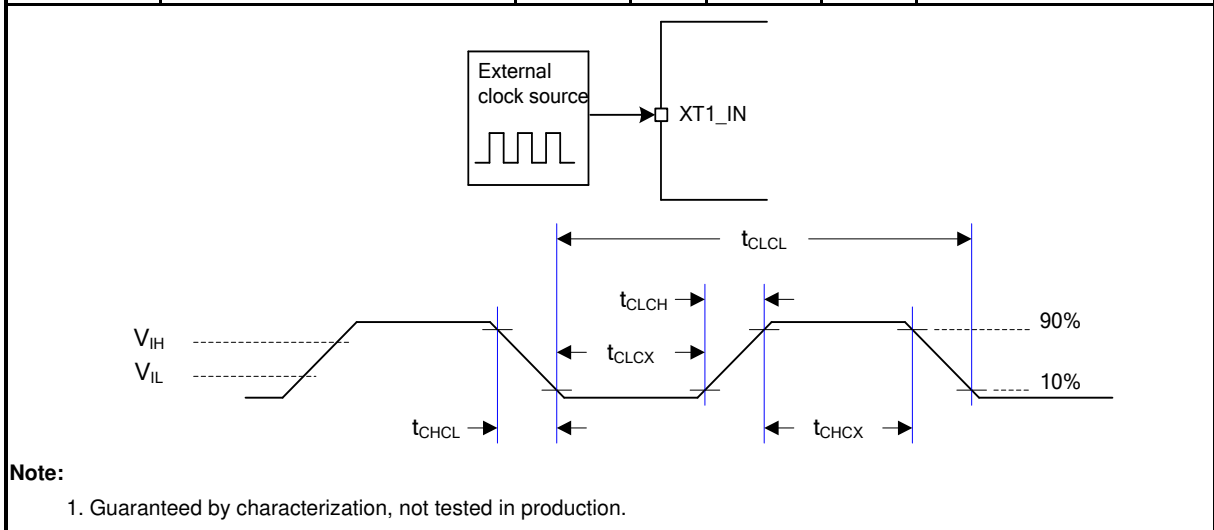 External
clock source
XT1_IN
tCLCL
tCLCH
90%
VIH
tCLCX
VIL
10%
tCHCL
tCHCX
Note:
1. Guaranteed by characterization, not tested in production.